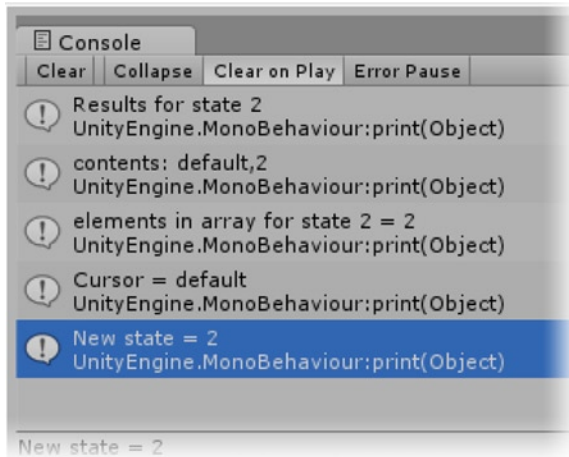 Console
Clear Collapse Clear on Play Error Pause
Results for state 2
UnityEngine.MonoBehaviour:print(Object)
contents: default,2
UnityEngine.MonoBehaviour:print(Object)
elements in array for state 2 = 2
UnityEngine.MonoBehaviour:print(Object)
Cursor = default
UnityEngine.MonoBehaviour:print(Object)
New state = 2
UnityEngine.MonoBehaviour:print(Object)
New state = 2